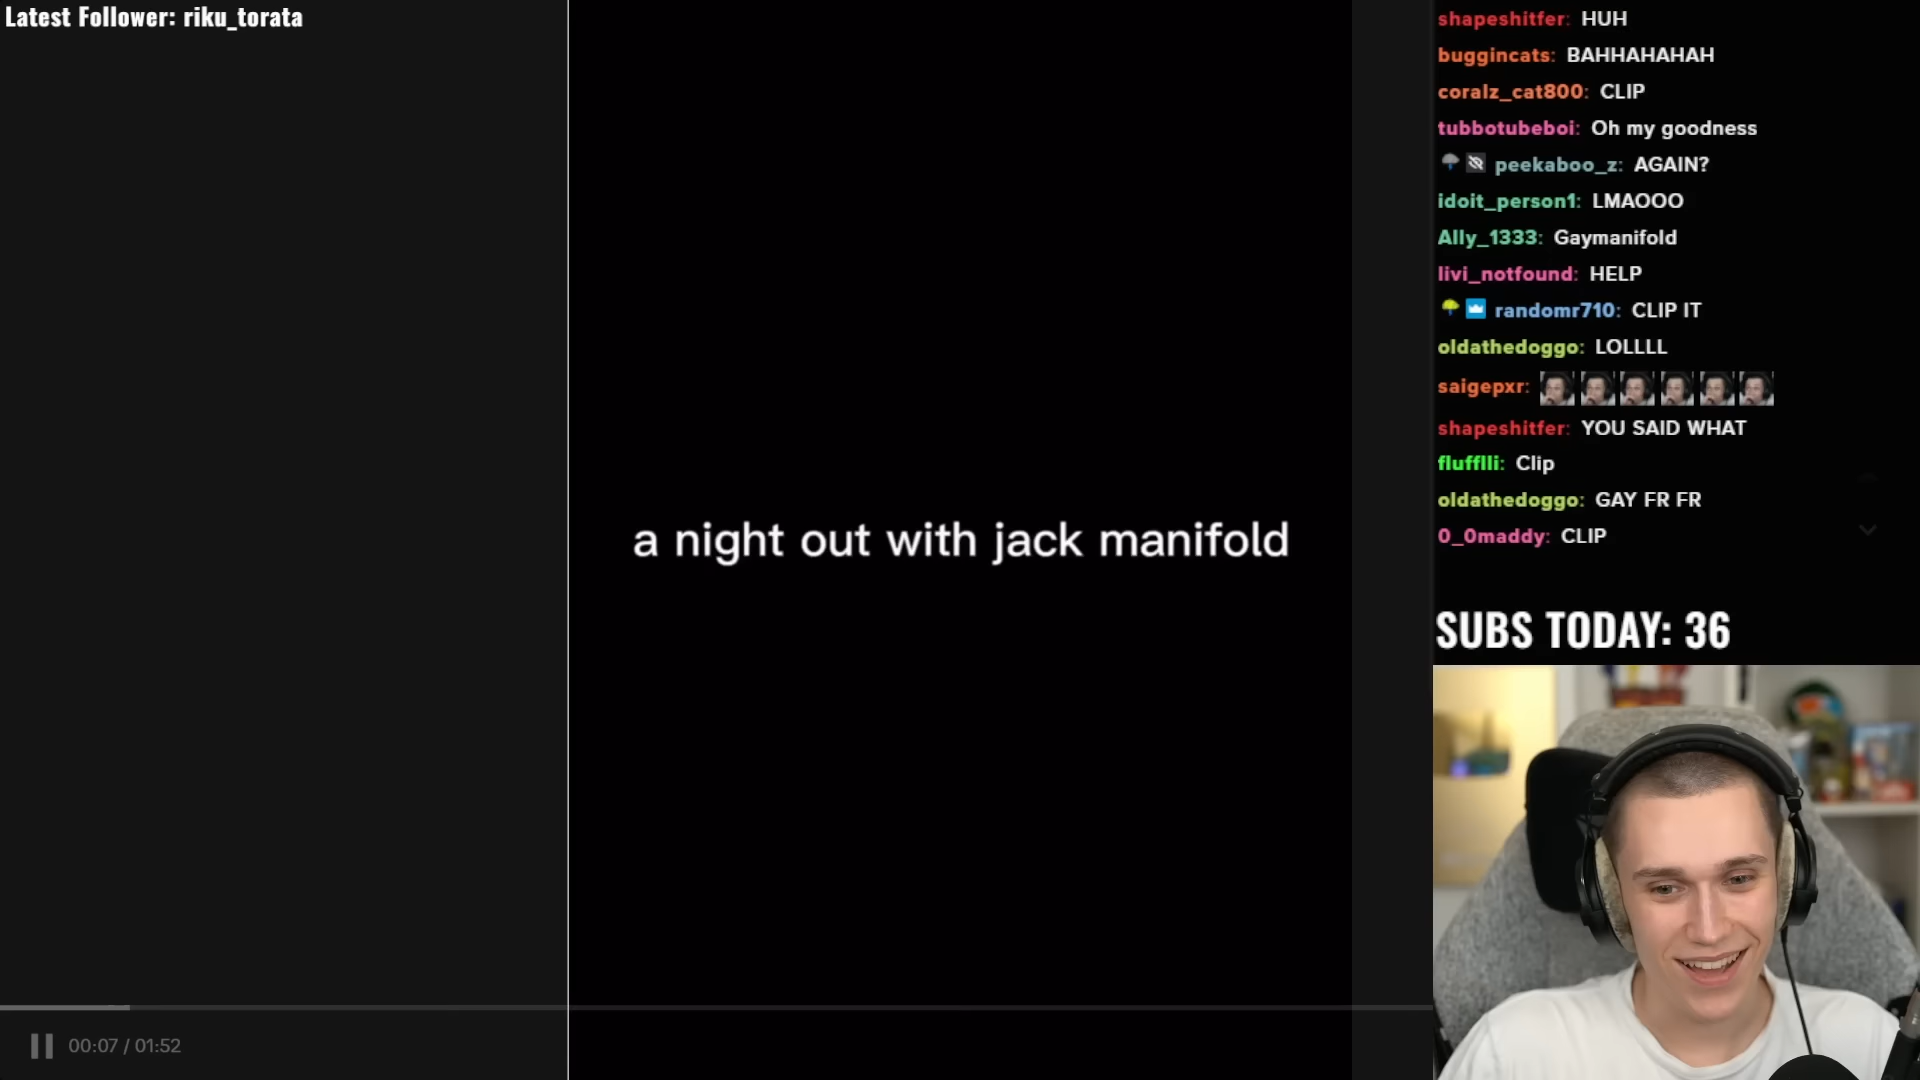 Latest Follower: riku_torata
shapeshitfer: HUH
buggincats: BAHHAHAHAH
coralz_cat800: CLIP
tubbotubeboi: Oh my goodness
peekaboo_z: AGAIN?
idoit_person1: LMAOOO
Ally_1333: Gaymanifold
livi_notfound: HELP
randomr710: CLIP IT
oldathedoggo: LOLLLL
saigepxr:
shapeshitfer: YOU SAID WHAT
flufflli: Clip
oldathedoggo: GAY FR FR
0_0maddy: CLIP
a night out with jack manifold
SUBS TODAY: 36
00:07 / 01:52